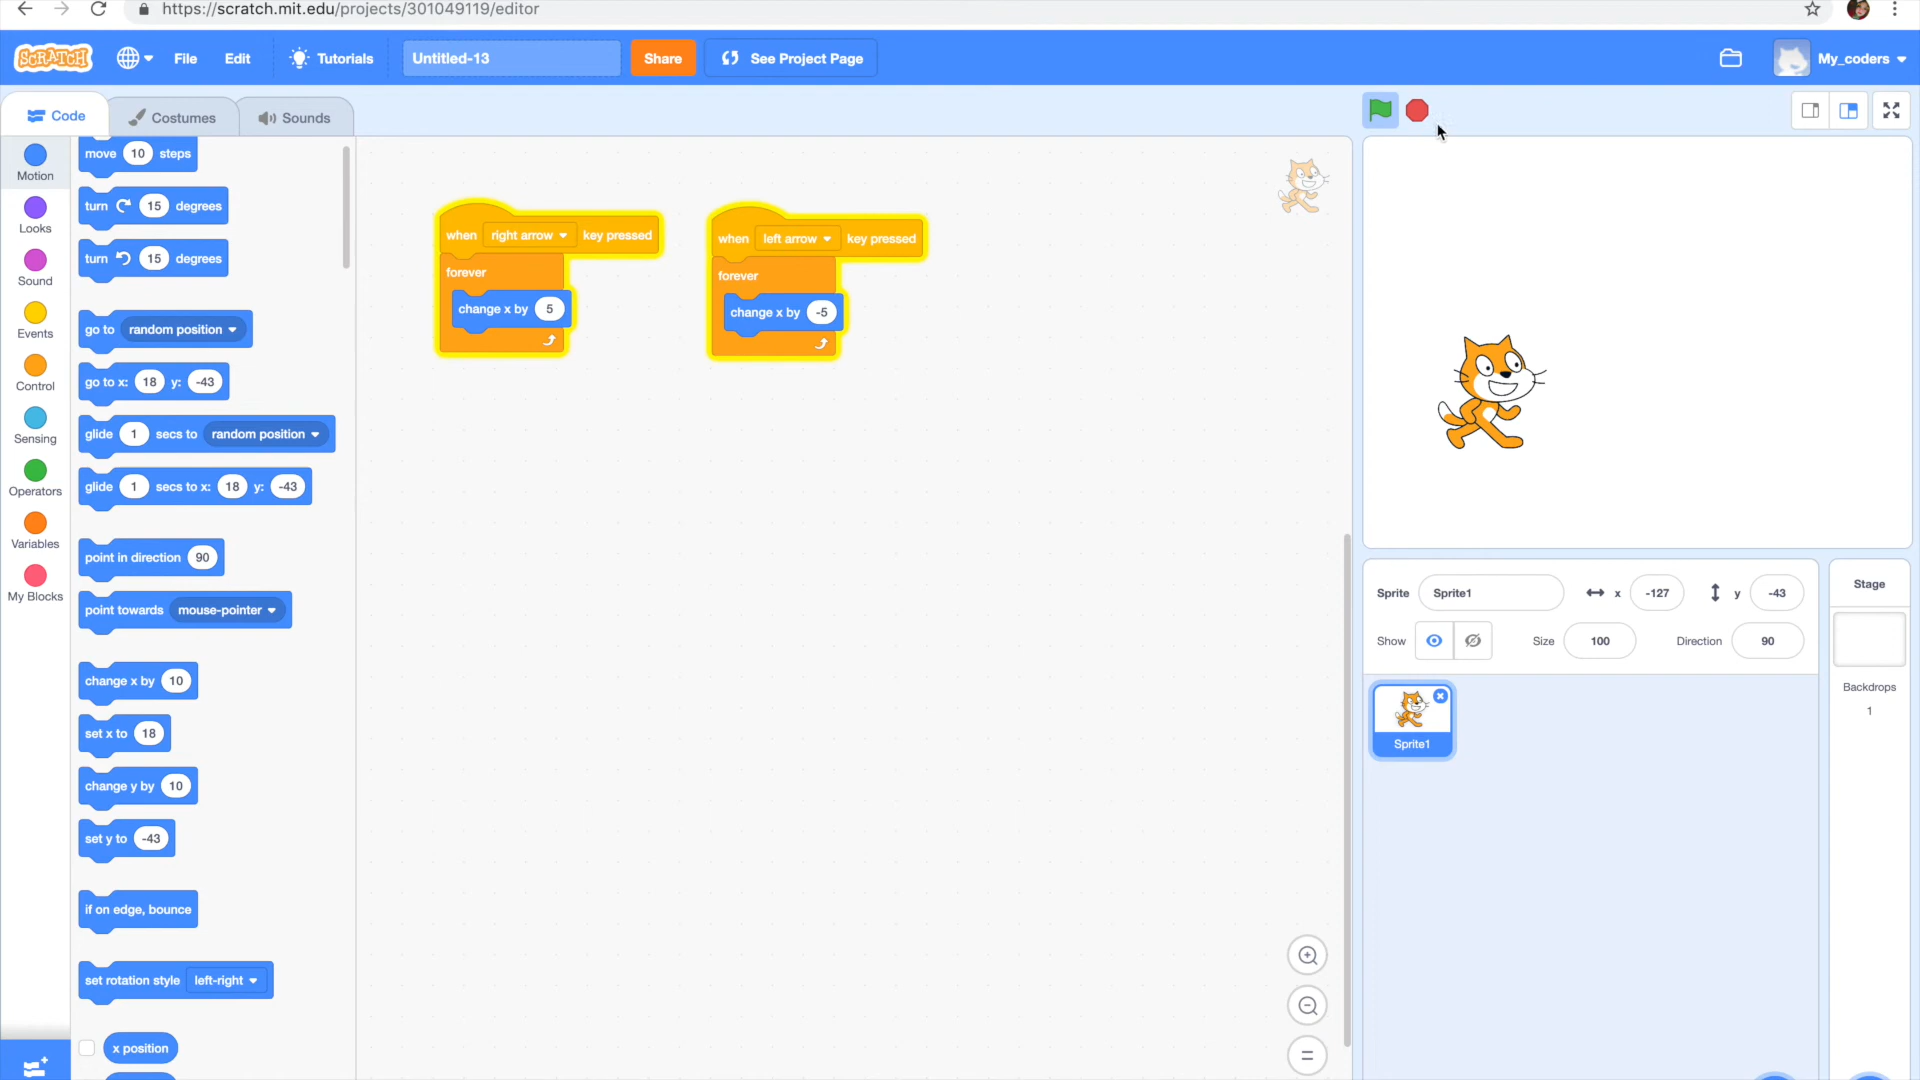 https://scratch.mit.edu/projects/301049119/editor
SCRATCH
File
Edit
Tutorials
Untitled-13
Share
See Project Page
My_coders
Code
Costumes
Sounds
Motion
Looks
Sound
Events
Control
Sensing
Operators
Variables
My Blocks
move 10 steps
turn 15 degrees
turn 15 degrees
go to random position
go to x: 18 y: -43
glide 1 secs to random position
glide 1 secs to x: 18 y: -43
point in direction 90
point towards mouse-pointer
change x by 10
set x to 18
change y by 10
set y to -43
if on edge, bounce
set rotation style left-right
x position
when right arrow key pressed
forever
change x by 5
when left arrow key pressed
forever
change x by -5
Sprite Sprite1 x -127 y -43
Show Size 100 Direction 90
Sprite1
Stage
Backdrops
1